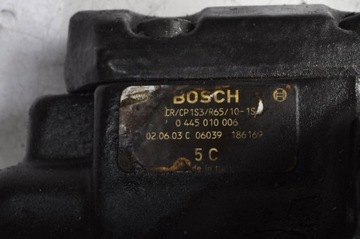 BOSCH
CR/CP1S3/R65/10-1S
0 445 010 006
02.06.03 C 06039 186169
5 C